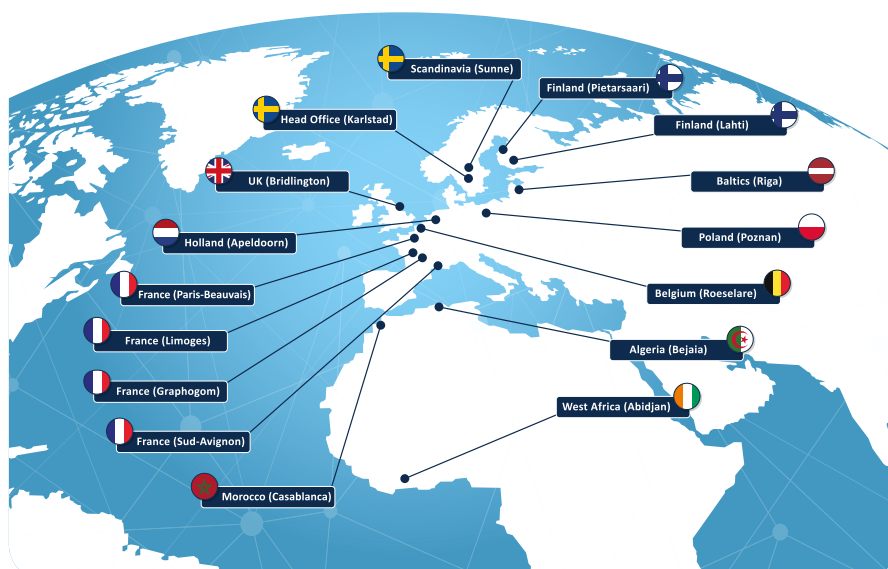 Scandinavia (Sunne)
Finland (Pietarsaari)
Head Office (Karlstad)
Finland (Lahti)
UK (Bridlington)
Baltics (Riga)
Holland (Apeldoorn)
Poland (Poznan)
France (Paris-Beauvais)
Belgium (Roeselare)
France (Limoges)
Algeria (Bejaia)
France (Graphogom)
West Africa (Abidjan)
France (Sud-Avignon)
Morocco (Casablanca)